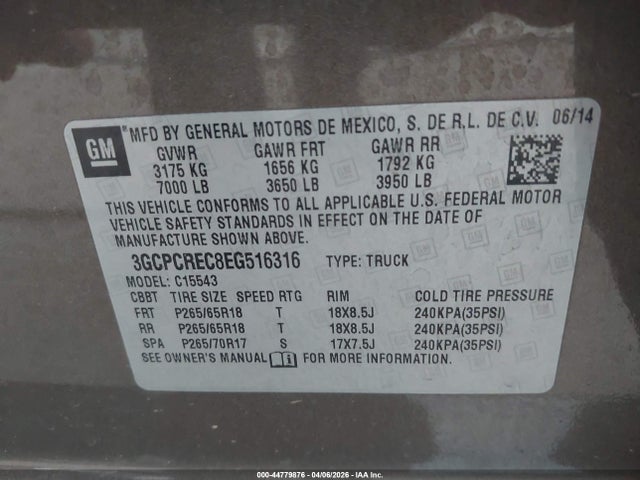 GM
®MFD BY GENERAL MOTORS DE MEXICO, S. DE R.L. DE C.V. 06/14
GVWR GAWR FRT GAWR RR
3175 KG 1656 KG 1792 KG
7000 LB 3650 LB 3950 LB
THIS VEHICLE CONFORMS TO ALL APPLICABLE U.S. FEDERAL MOTOR
VEHICLE SAFETY STANDARDS IN EFFECT ON THE DATE OF
MANUFACTURE SHOWN ABOVE.
3GCPCREC8EG516316 TYPE: TRUCK
MODEL: C15543
CBBT TIRE SIZE SPEED RTG RIM COLD TIRE PRESSURE
FRT P265/65R18 T 18X8.5J 240KPA(35PSI)
RR P265/65R18 T 18X8.5J 240KPA(35PSI)
SPA P265/70R17 S 17X7.5J 240KPA(35PSI)
SEE OWNER'S MANUAL FOR MORE INFORMATION.
000-44779876 - 04/06/2026 - IAA Inc.